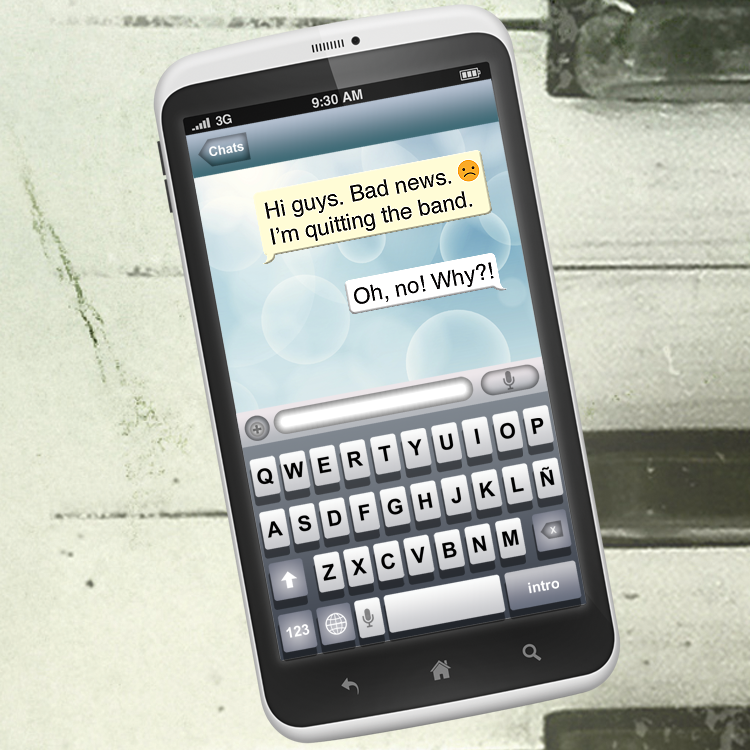 3G 9:30 AM
Chats
Hi guys. Bad news. ☹
I'm quitting the band.
Oh, no! Why?!
Q W E R T Y U I O P
A S D F G H J K L Ñ
Z X C V B N M X
123 intro